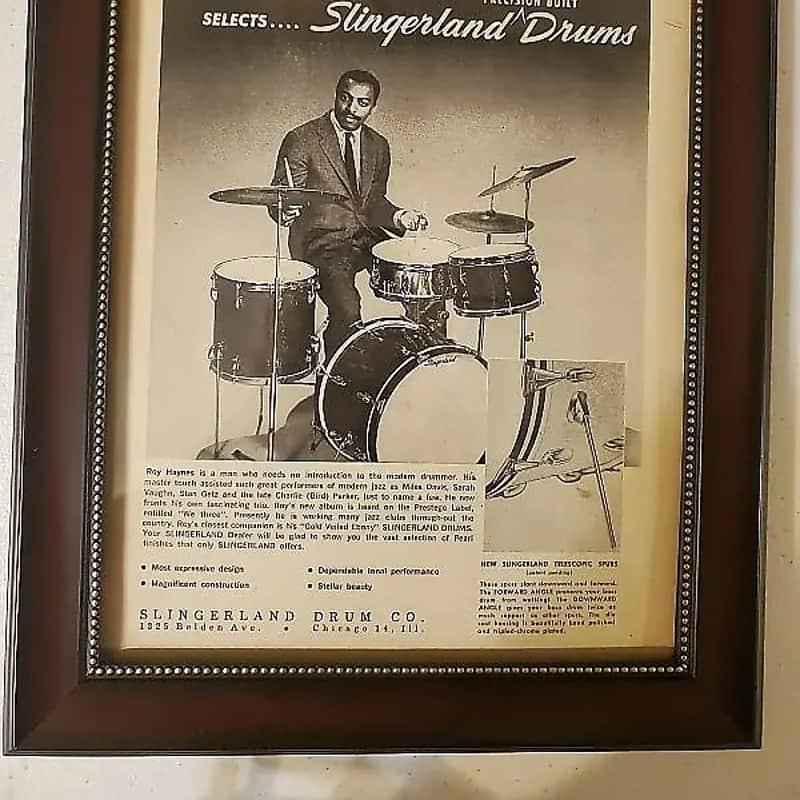 PRECISION BUILT
SELECTS.... Slingerland Drums
Slingerland
Roy Haynes is a man who needs no introduction to the modern drummer. His
master touch assisted such great performers of modern jazz as Miles Davis, Sarah
Vaughn, Stan Getz and the late Charlie (Bird) Parker, just to name a few. He now
fronts his own fascinating trio. Roy's new album is heard on the Prestego Label,
entitled "We three". Presently he is working many jazz clubs through-out the
country. Roy's closest companion is his "Gold Veiled Ebony" SLINGERLAND DRUMS.
Your SLINGERLAND Dealer will be glad to show you the vast selection of Pearl
finishes that only SLINGERLAND offers.
• Most expressive design
• Dependable tonal performance
• Magnificent construction
• Stellar beauty
SLINGERLAND DRUM CO.
1325 Belden Ave. • Chicago 14, Ill.
NEW SLINGERLAND TELESCOPIC SPURS
(patent pending)
These spurs slant downward and forward.
The FORWARD ANGLE prevents your bass
drum from walking! The DOWNWARD
ANGLE gives your bass drum twice as
much support as other spurs. The die
cast housing is beautifully hand polished
and tripled-chrome plated.